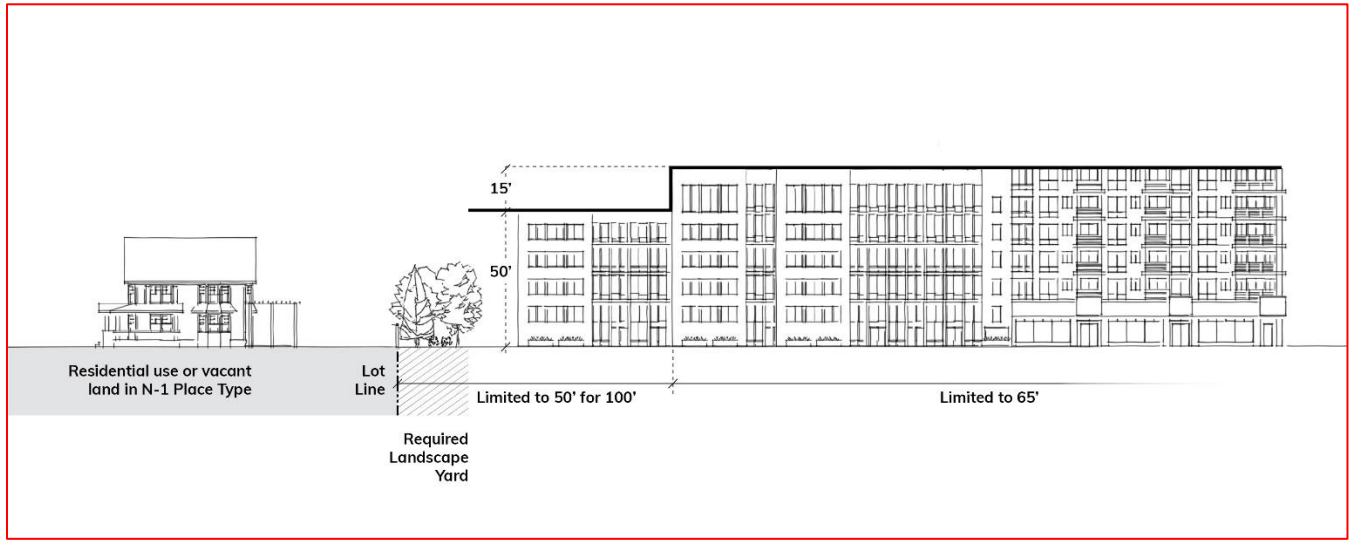 15’
50’
Residential use or vacant
land in N-1 Place Type
Lot
Line
Limited to 50’ for 100’
Limited to 65’
Required
Landscape
Yard